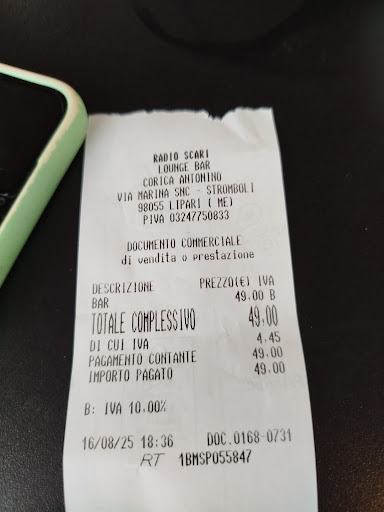 RADIO SCARI
LOUNGE BAR
CORICA ANTONINO
VIA MARINA SNC - STROMBOLI
98055 LIPARI ( ME)
PIVA 03247750833
DOCUMENTO COMMERCIALE
di vendita o prestazione
DESCRIZIONE PREZZO(€) IVA
BAR 49,00 B
TOTALE COMPLESSIVO 49,00
DI CUI IVA 4,45
PAGAMENTO CONTANTE 49,00
IMPORTO PAGATO 49,00
B: IVA 10,00%
16/08/25 18:36 DOC.0168-0731
RT 1BMSP055847